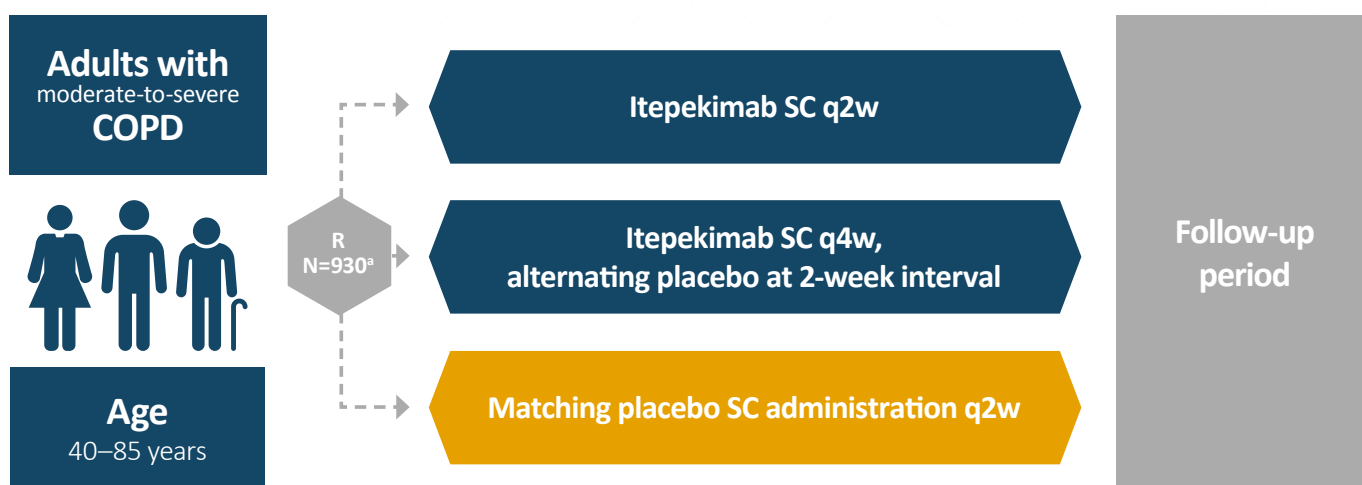 Adults with
moderate-to-severe
COPD
Age
40–85 years
R
N=930ᵃ
Itepekimab SC q2w
Itepekimab SC q4w,
alternating placebo at 2-week interval
Matching placebo SC administration q2w
Follow-up
period